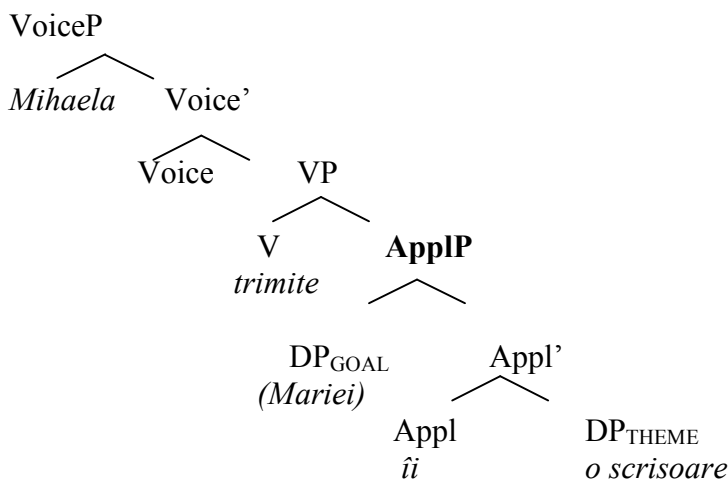 VoiceP
Mihaela Voice’
Voice VP
V ApplP
trimite
DPGOAL Appl’
(Mariei)
Appl DPTHEME
îi o scrisoare